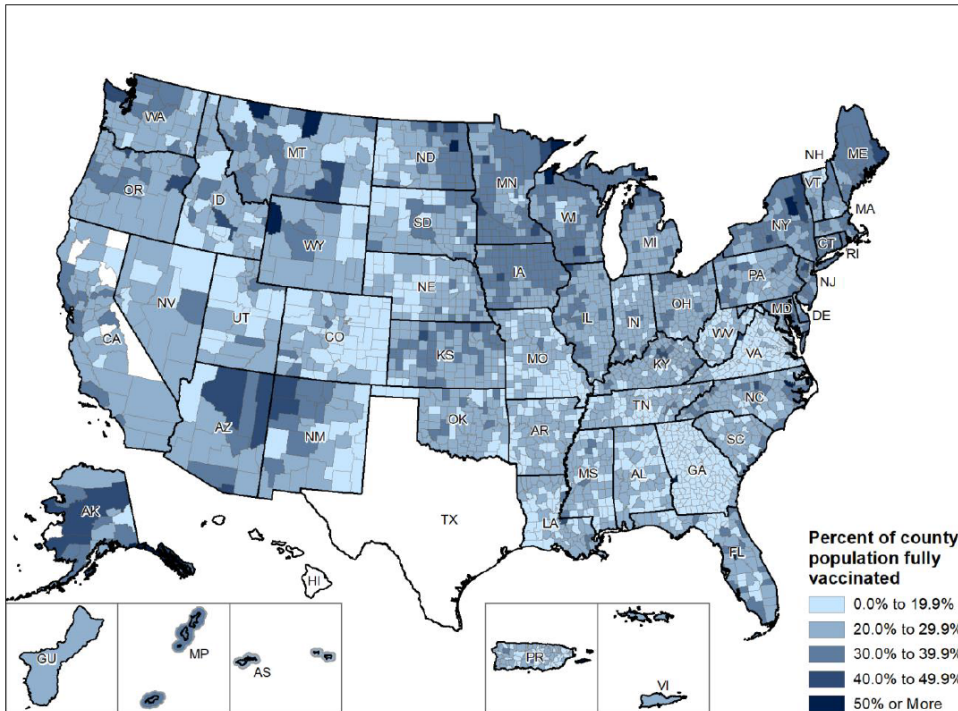 WA
MT
ND
MN
OR
ID
WY
SD
WI
MI
NH
VT
ME
MA
NY
CT
RI
NJ
PA
DE
MD
IA
NE
NV
UT
CO
CA
KS
MO
IL
IN
OH
WV
VA
KY
NC
TN
SC
AZ
NM
OK
AR
MS
AL
GA
LA
TX
FL
AK
HI
GU
MP
AS
PR
VI
Percent of county
population fully
vaccinated
0.0% to 19.9%
20.0% to 29.9%
30.0% to 39.9%
40.0% to 49.9%
50% or More